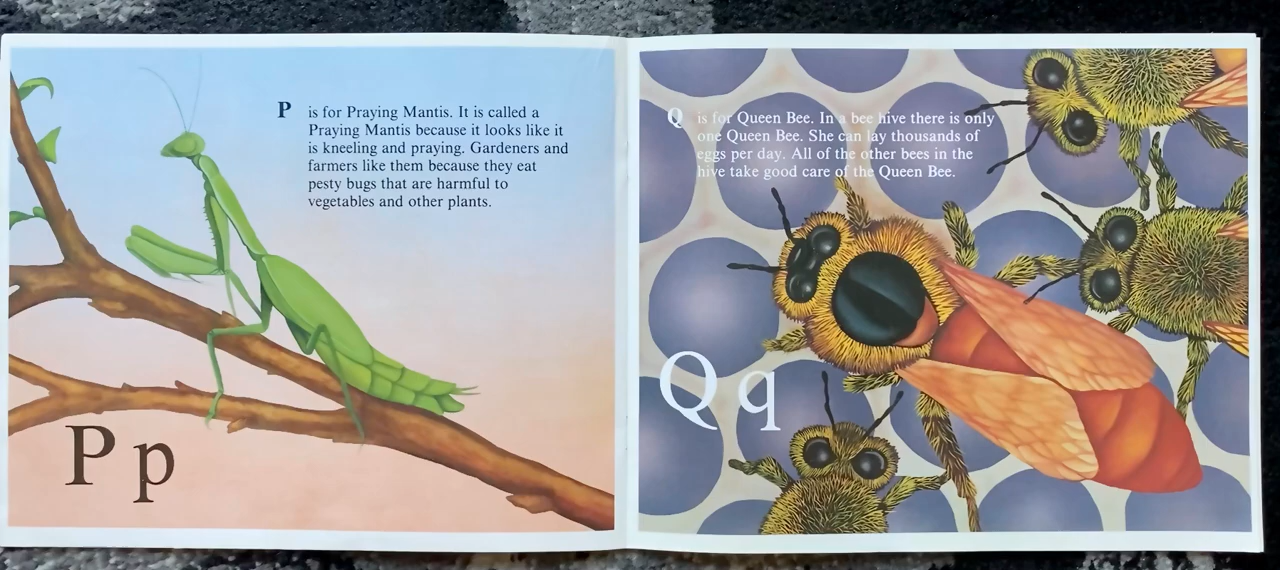 P is for Praying Mantis. It is called a
Praying Mantis because it looks like it
is kneeling and praying. Gardeners and
farmers like them because they eat
pesty bugs that are harmful to
vegetables and other plants.
P p
Q is for Queen Bee. In a bee hive there is only
one Queen Bee. She can lay thousands of
eggs per day. All of the other bees in the
hive take good care of the Queen Bee.
Q q